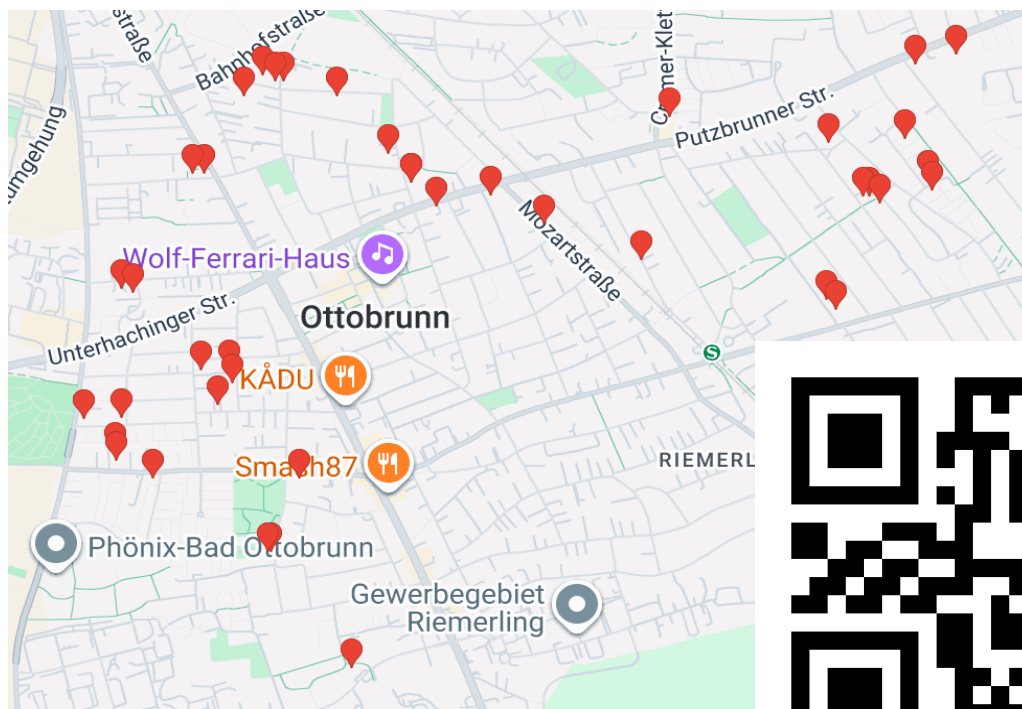 straße
Bahnhofstraße
Cramer-Klett
Putzbrunner Str.
umgehung
Wolf-Ferrari-Haus
Mozartstraße
Ottobrunn
Unterhachinger Str.
S
KÅDU
Smash87
RIEMERL
Phönix-Bad Ottobrunn
Gewerbegebiet
Riemerling